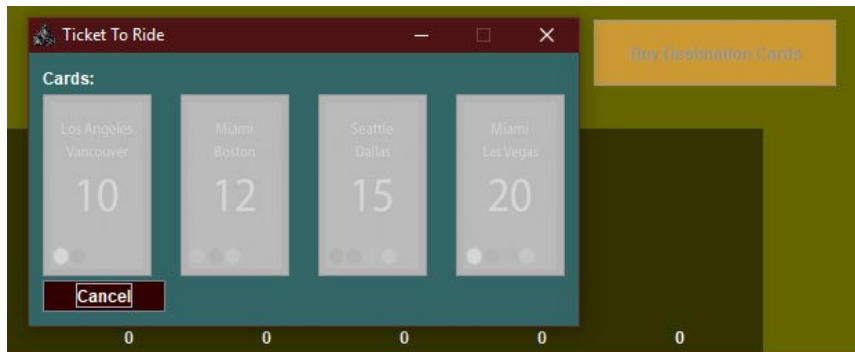 Ticket To Ride
Buy Destination Cards
Cards:
Los Angeles
Vancouver
10
Miami
Boston
12
Seattle
Dallas
15
Miami
Las Vegas
20
Cancel
0 0 0 0 0